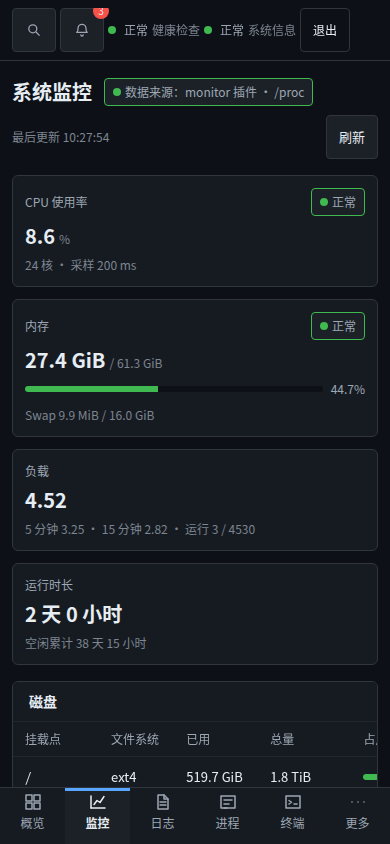 3
正常 健康检查 正常 系统信息 退出
系统监控 数据来源：monitor 插件 · /proc
最后更新 10:27:54 刷新
CPU 使用率 正常
8.6 %
24 核 · 采样 200 ms
内存 正常
27.4 GiB / 61.3 GiB
44.7%
Swap 9.9 MiB / 16.0 GiB
负载
4.52
5 分钟 3.25 · 15 分钟 2.82 · 运行 3 / 4530
运行时长
2 天 0 小时
空闲累计 38 天 15 小时
磁盘
挂载点 文件系统 已用 总量
/ ext4 519.7 GiB 1.8 TiB
概览 监控 日志 进程 终端 更多